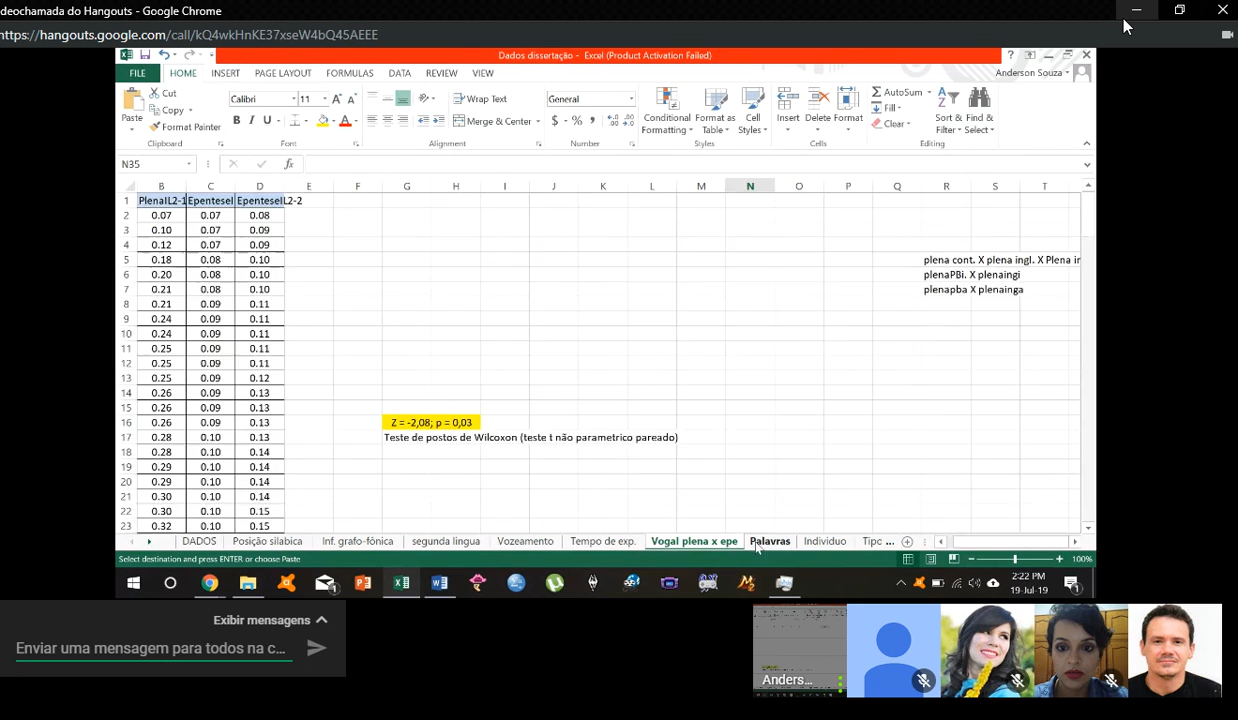 deochamada do Hangouts - Google Chrome
https://hangouts.google.com/call/kQ4wkHnKE37xseW4bQ45AEEE
Dados dissertação - Excel (Product Activation Failed)
FILE HOME INSERT PAGE LAYOUT FORMULAS DATA REVIEW VIEW Anderson Souza
Paste Cut Copy Format Painter
Calibri 11 B I U A A A
Wrap Text
Merge & Center
General
$ % ,
Conditional Formatting Format as Table Cell Styles
Insert Delete Format
AutoSum Fill Clear
Sort & Filter Find & Select
Clipboard Font Alignment Number Styles Cells Editing
N35 fx
B C D E F G H I J K L M N O P Q R S T
1 PlenaIL2-1 Epentesel EpenteseIL2-2
2 0.07 0.07 0.08
3 0.10 0.07 0.09
4 0.12 0.07 0.09
5 0.18 0.08 0.10 plena cont. X plena ingl. X Plena in
6 0.20 0.08 0.10 plenaPBi. X plenaingi
7 0.21 0.08 0.10 plenapba X plenainga
8 0.21 0.09 0.11
9 0.24 0.09 0.11
10 0.24 0.09 0.11
11 0.25 0.09 0.11
12 0.25 0.09 0.11
13 0.25 0.09 0.12
14 0.26 0.09 0.13
15 0.26 0.09 0.13
16 0.26 0.09 0.13 Z = -2,08; p = 0,03
17 0.28 0.10 0.13 Teste de postos de Wilcoxon (teste t não parametrico pareado)
18 0.28 0.10 0.14
19 0.29 0.10 0.14
20 0.29 0.10 0.14
21 0.30 0.10 0.14
22 0.30 0.10 0.15
23 0.32 0.10 0.15
DADOS Posição silabica Inf. grafo-fônica segunda lingua Vozeamento Tempo de exp. Vogal plena x epe Palavras Individuo Tipo ...
Select destination and press ENTER or choose Paste 100%
2:22 PM
19-Jul-19
Exibir mensagens
Enviar uma mensagem para todos na c...
Anders...